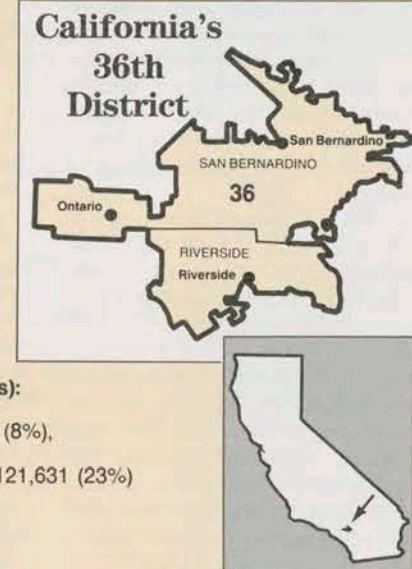 California's
36th
District
San Bernardino
SAN BERNARDINO
36
Ontario
RIVERSIDE
Riverside
s):
(8%),
121,631 (23%)